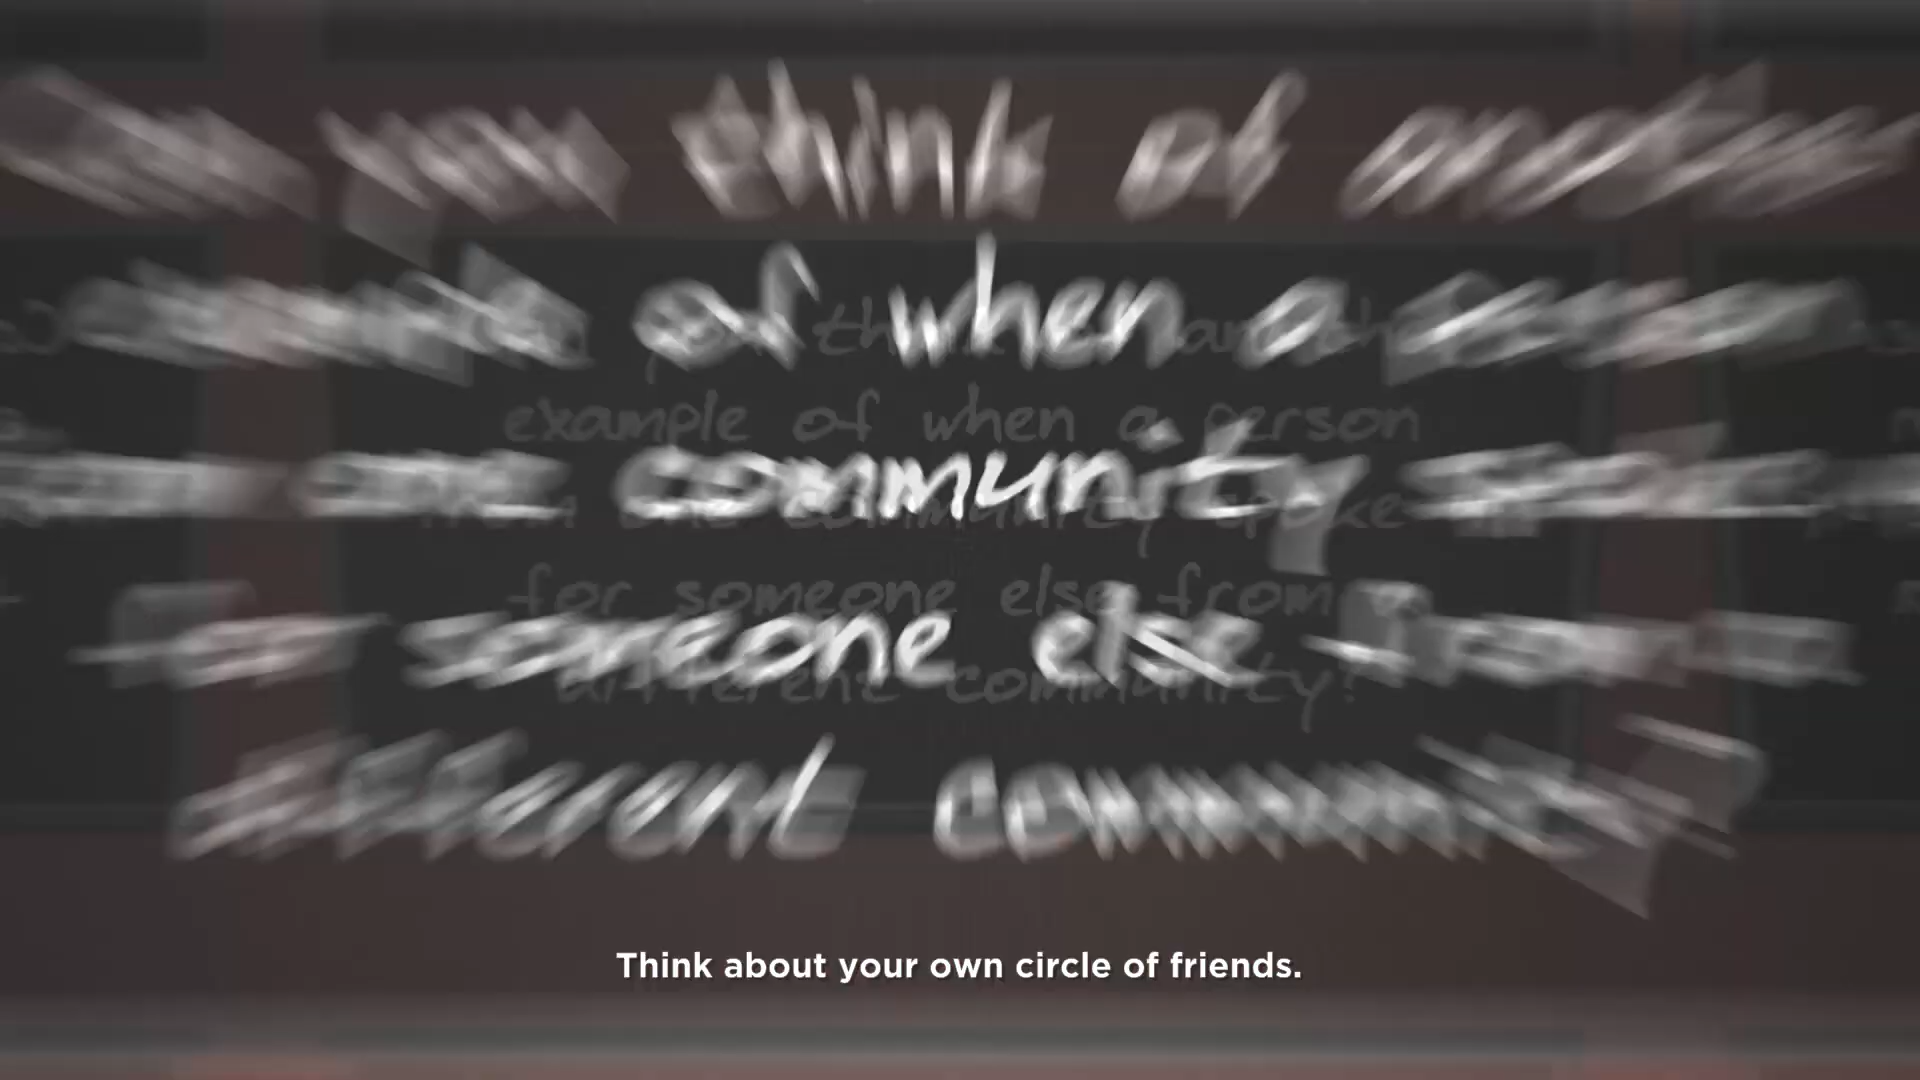 you think of another
example of when a person
from one community spoke
for someone else from a
different community?
Think about your own circle of friends.